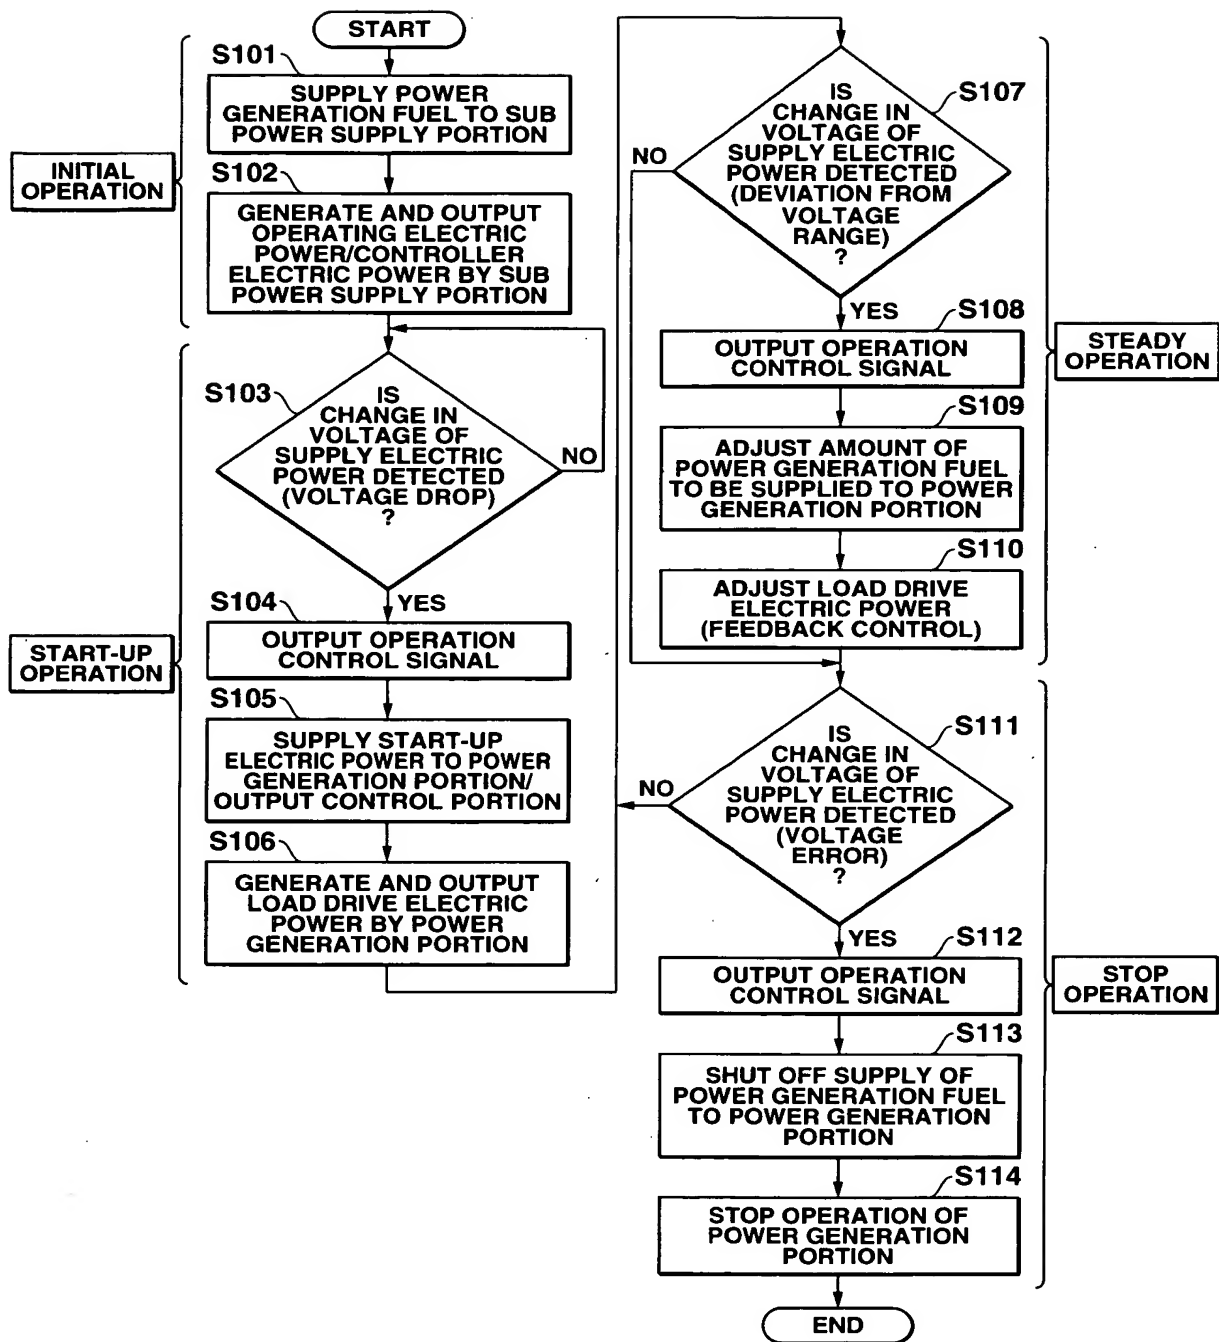 START
S101
SUPPLY POWER
GENERATION FUEL TO SUB
POWER SUPPLY PORTION
INITIAL
OPERATION
S102
GENERATE AND OUTPUT
OPERATING ELECTRIC
POWER/CONTROLLER
ELECTRIC POWER BY SUB
POWER SUPPLY PORTION
S103
IS
CHANGE IN
VOLTAGE OF
SUPPLY ELECTRIC
POWER DETECTED
(VOLTAGE DROP)
?
NO
YES
S104
OUTPUT OPERATION
CONTROL SIGNAL
START-UP
OPERATION
S105
SUPPLY START-UP
ELECTRIC POWER TO POWER
GENERATION PORTION/
OUTPUT CONTROL PORTION
S106
GENERATE AND OUTPUT
LOAD DRIVE ELECTRIC
POWER BY POWER
GENERATION PORTION
S107
IS
CHANGE IN
VOLTAGE OF
SUPPLY ELECTRIC
POWER DETECTED
(DEVIATION FROM
VOLTAGE
RANGE)
?
NO
YES
S108
OUTPUT OPERATION
CONTROL SIGNAL
STEADY
OPERATION
S109
ADJUST AMOUNT OF
POWER GENERATION FUEL
TO BE SUPPLIED TO POWER
GENERATION PORTION
S110
ADJUST LOAD DRIVE
ELECTRIC POWER
(FEEDBACK CONTROL)
S111
IS
CHANGE IN
VOLTAGE OF
SUPPLY ELECTRIC
POWER DETECTED
(VOLTAGE
ERROR)
?
NO
YES
S112
OUTPUT OPERATION
CONTROL SIGNAL
STOP
OPERATION
S113
SHUT OFF SUPPLY OF
POWER GENERATION FUEL
TO POWER GENERATION
PORTION
S114
STOP OPERATION OF
POWER GENERATION
PORTION
END